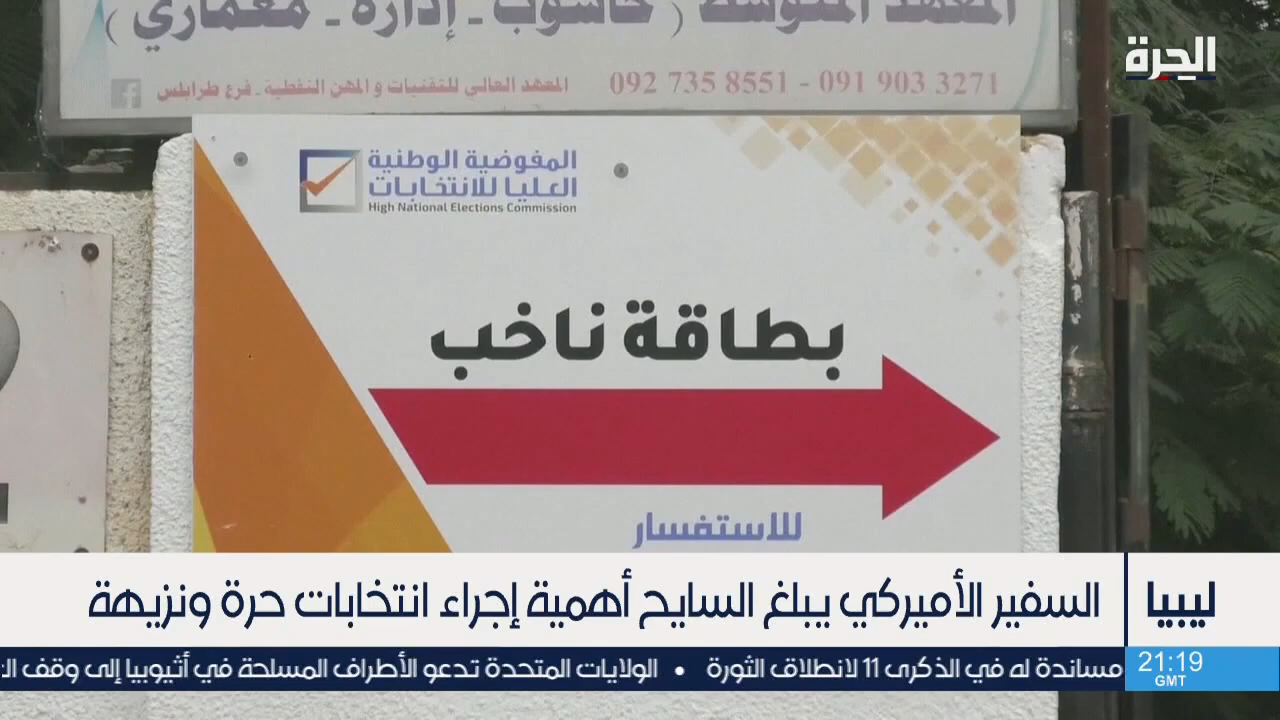 المعهد المتوسط ( حاسوب - إدارة - معماري )
المعهد العالي للتقنيات والمهن النفطية - فرع طرابلس 092 735 8551 - 091 903 3271
الحرة
المفوضية الوطنية
العليا للانتخابات
High National Elections Commission
بطاقة ناخب
للاستفسار
ليبيا
السفير الأميركي يبلغ السايح أهمية إجراء انتخابات حرة ونزيهة
مساندة له في الذكرى 11 لانطلاق الثورة • الولايات المتحدة تدعو الأطراف المسلحة في أثيوبيا إلى وقف
21:19
GMT